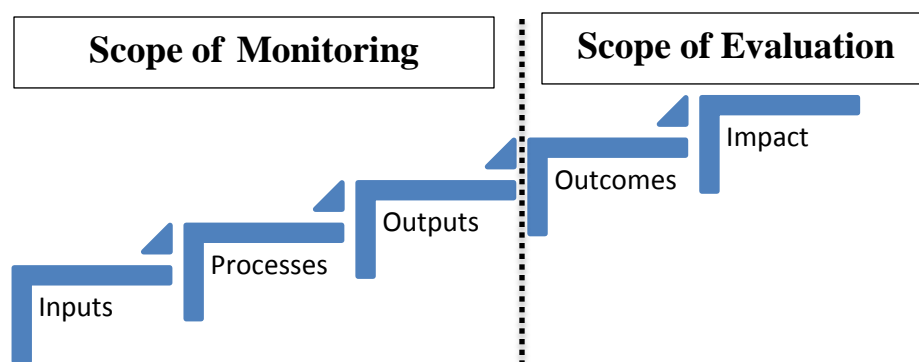 Scope of Monitoring
Scope of Evaluation
Inputs
Processes
Outputs
Outcomes
Impact